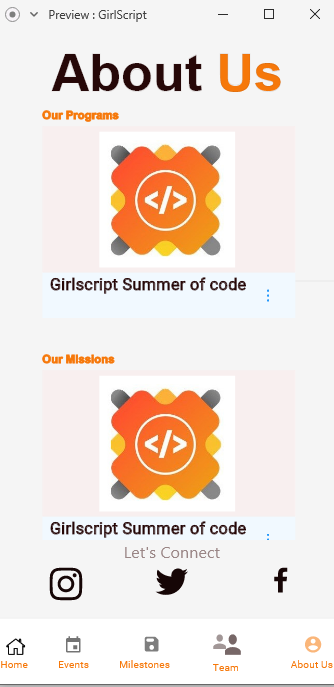 Preview : GirlScript
About Us
Our Programs
</>
Girlscript Summer of code
Our Missions
</>
Girlscript Summer of code
Let's Connect
Home
Events
Milestones
Team
About Us